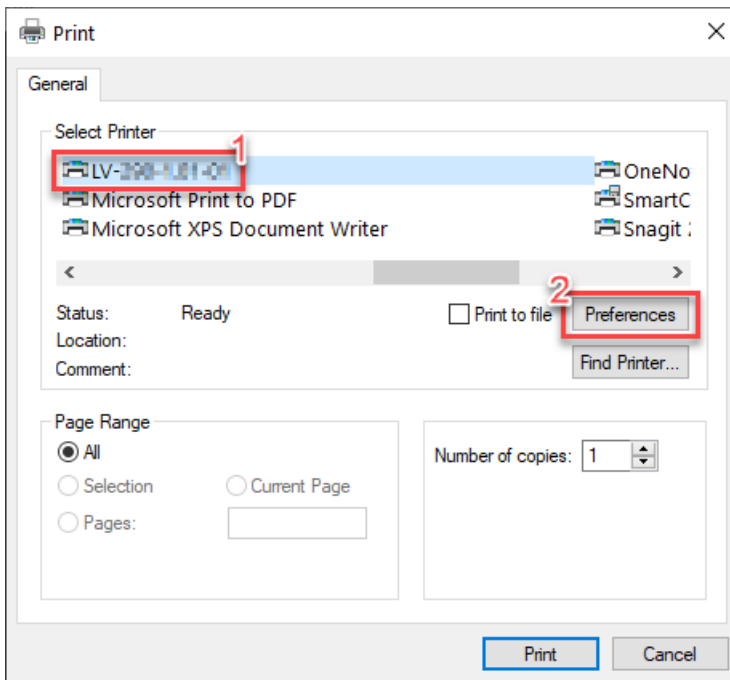 Print
General
Select Printer
1
LV-
OneNo
Microsoft Print to PDF
SmartC
Microsoft XPS Document Writer
Snagit 2
2
Status: Ready
Print to file
Preferences
Location:
Comment:
Find Printer...
Page Range
All
Number of copies: 1
Selection
Current Page
Pages:
Print
Cancel